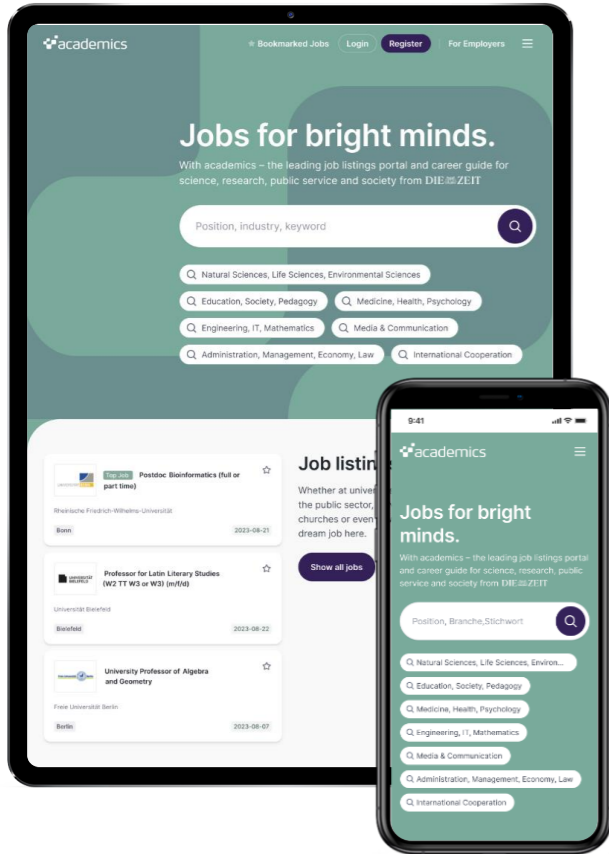 academics
★ Bookmarked Jobs Login Register For Employers
Jobs for bright minds.
With academics – the leading job listings portal and career guide for
science, research, public service and society from DIE ZEIT
Position, industry, keyword
Natural Sciences, Life Sciences, Environmental Sciences
Education, Society, Pedagogy
Medicine, Health, Psychology
Engineering, IT, Mathematics
Media & Communication
Administration, Management, Economy, Law
International Cooperation
Top Job Postdoc Bioinformatics (full or
part time)
Rheinische Friedrich-Wilhelms-Universität
Bonn 2023-08-21
UNIVERSITÄT
BIELEFELD
Professor for Latin Literary Studies
(W2 TT W3 or W3) (m/f/d)
Universität Bielefeld
Bielefeld 2023-08-22
University Professor of Algebra
and Geometry
Freie Universität Berlin
Berlin 2023-08-07
Job listin
Whether at univer
the public sector,
churches or even
dream job here.
Show all jobs
9:41
academics
Jobs for bright
minds.
With academics – the leading job listings portal
and career guide for science, research, public
service and society from DIE ZEIT
Position, Branche,Stichwort
Natural Sciences, Life Sciences, Environ...
Education, Society, Pedagogy
Medicine, Health, Psychology
Engineering, IT, Mathematics
Media & Communication
Administration, Management, Economy, Law
International Cooperation